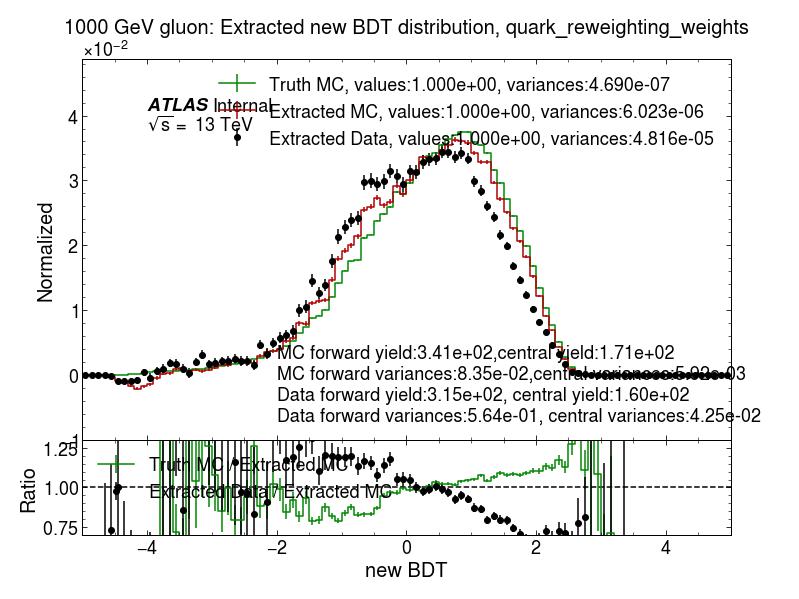 1000 GeV gluon: Extracted new BDT distribution, quark_reweighting_weights
×10⁻²
Truth MC, values:1.000e+00, variances:4.690e-07
ATLAS Internal
Extracted MC, values:1.000e+00, variances:6.023e-06
√s = 13 TeV
Extracted Data, values:1.000e+00, variances:4.816e-05
4
3
2
1
0
Normalized
MC forward yield:3.41e+02,central yield:1.71e+02
MC forward variances:8.35e-02,central variances:5.92e-03
Data forward yield:3.15e+02, central yield:1.60e+02
Data forward variances:5.64e-01, central variances:4.25e-02
1.25
1.00
0.75
Ratio
Truth MC / Extracted MC
Extracted Data / Extracted MC
−4
−2
0
2
4
new BDT